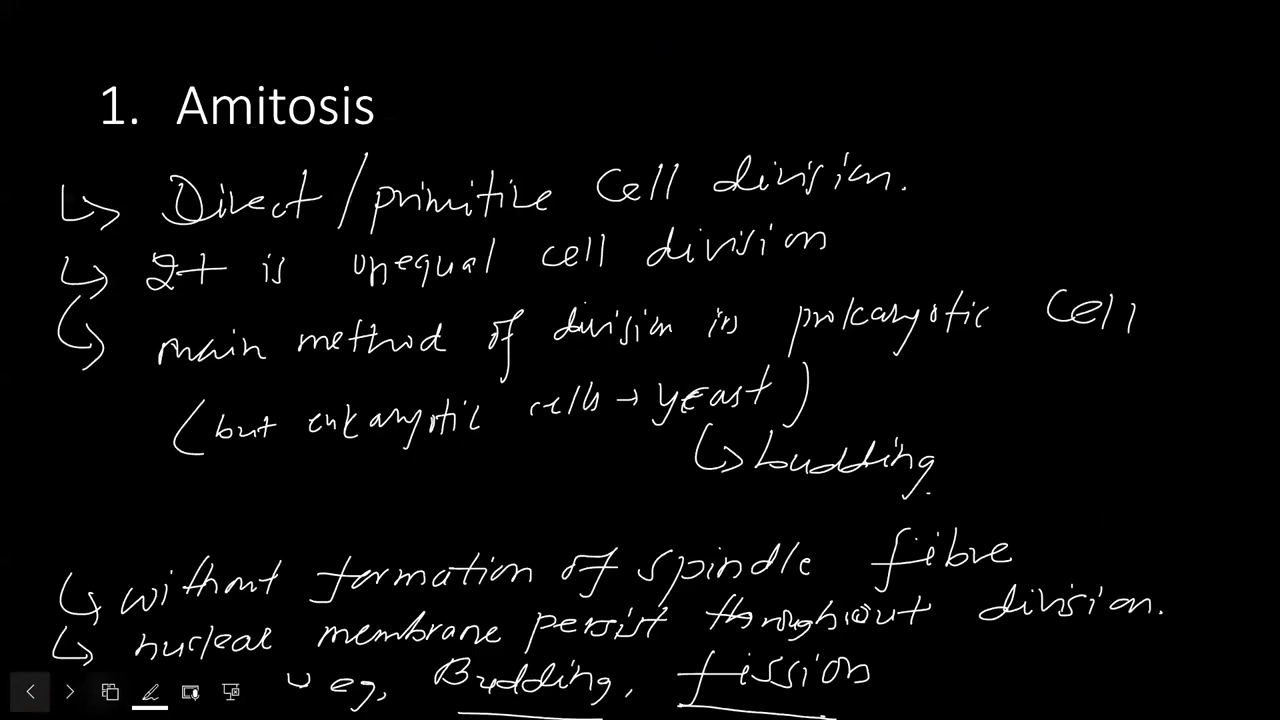 1. Amitosis
↳ Direct/primitive cell division.
↳ It is unequal cell division
↳ main method of division in prokaryotic cell
(but eukaryotic cells → yeast)
↳ budding.
↳ without formation of spindle fibre
↳ nuclear membrane persist throughout division.
↳ eg, Budding, fission